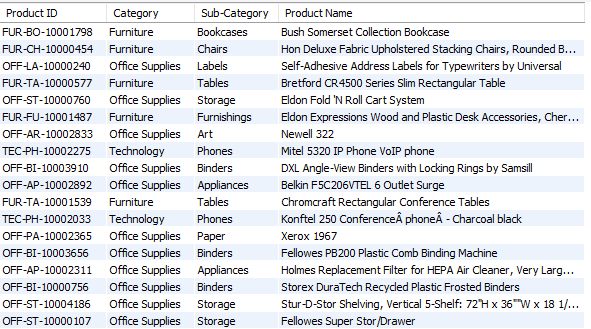 Product ID Category Sub-Category Product Name
FUR-BO-10001798 Furniture Bookcases Bush Somerset Collection Bookcase
FUR-CH-10000454 Furniture Chairs Hon Deluxe Fabric Upholstered Stacking Chairs, Rounded B...
OFF-LA-10000240 Office Supplies Labels Self-Adhesive Address Labels for Typewriters by Universal
FUR-TA-10000577 Furniture Tables Bretford CR4500 Series Slim Rectangular Table
OFF-ST-10000760 Office Supplies Storage Eldon Fold 'N Roll Cart System
FUR-FU-10001487 Furniture Furnishings Eldon Expressions Wood and Plastic Desk Accessories, Cher...
OFF-AR-10002833 Office Supplies Art Newell 322
TEC-PH-10002275 Technology Phones Mitel 5320 IP Phone VoIP phone
OFF-BI-10003910 Office Supplies Binders DXL Angle-View Binders with Locking Rings by Samsill
OFF-AP-10002892 Office Supplies Appliances Belkin F5C206VTEL 6 Outlet Surge
FUR-TA-10001539 Furniture Tables Chromcraft Rectangular Conference Tables
TEC-PH-10002033 Technology Phones Konftel 250 ConferenceÂ phoneÂ - Charcoal black
OFF-PA-10002365 Office Supplies Paper Xerox 1967
OFF-BI-10003656 Office Supplies Binders Fellowes PB200 Plastic Comb Binding Machine
OFF-AP-10002311 Office Supplies Appliances Holmes Replacement Filter for HEPA Air Cleaner, Very Larg...
OFF-BI-10000756 Office Supplies Binders Storex DuraTech Recycled Plastic Frosted Binders
OFF-ST-10004186 Office Supplies Storage Stur-D-Stor Shelving, Vertical 5-Shelf: 72"H x 36""W x 18 1/...
OFF-ST-10000107 Office Supplies Storage Fellowes Super Stor/Drawer